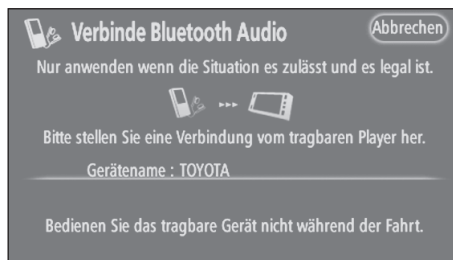 Verbinde Bluetooth Audio
Abbrechen
Nur anwenden wenn die Situation es zulässt und es legal ist.
Bitte stellen Sie eine Verbindung vom tragbaren Player her.
Gerätename : TOYOTA
Bedienen Sie das tragbare Gerät nicht während der Fahrt.